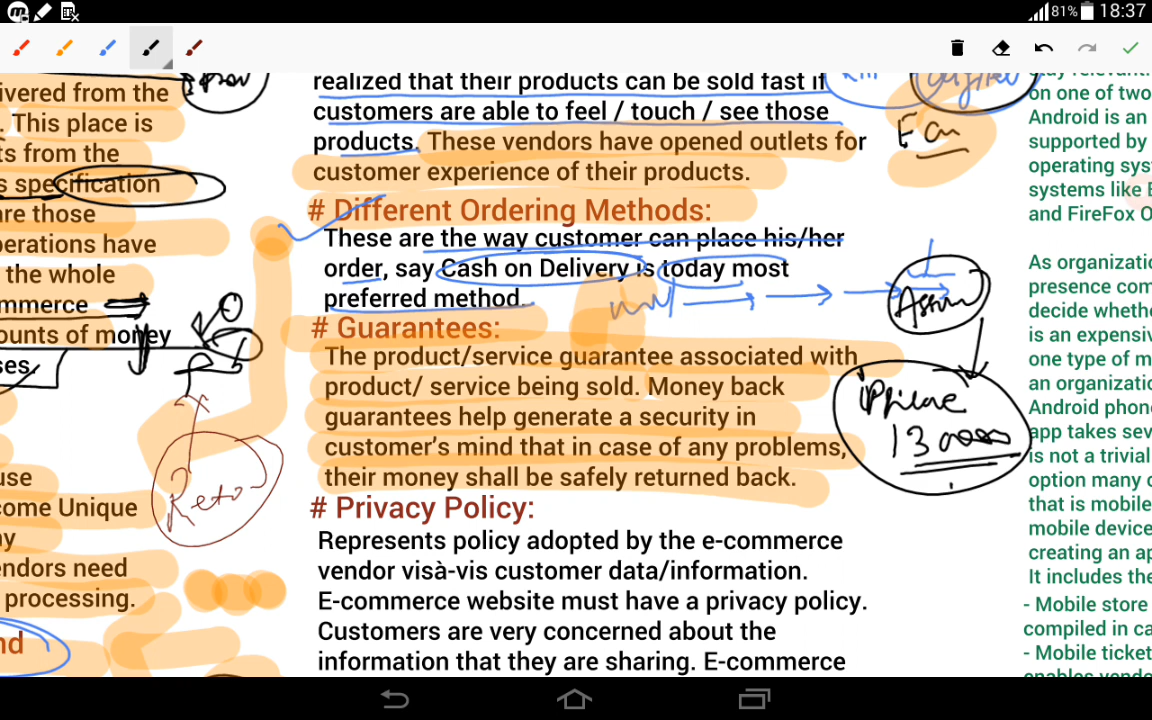 81%
18:37
ivered from the
. This place is
ts from the
s specification
are those
perations have
the whole
mmerce
ounts of money
ses
use
come Unique
ny
endors need
processing.
nd
realized that their products can be sold fast if
customers are able to feel / touch / see those
products. These vendors have opened outlets for
customer experience of their products.
# Different Ordering Methods:
These are the way customer can place his/her
order, say Cash on Delivery is today most
preferred method.
# Guarantees:
The product/service guarantee associated with
product/ service being sold. Money back
guarantees help generate a security in
customer's mind that in case of any problems,
their money shall be safely returned back.
# Privacy Policy:
Represents policy adopted by the e-commerce
vendor visà-vis customer data/information.
E-commerce website must have a privacy policy.
Customers are very concerned about the
information that they are sharing. E-commerce
on one of two
Android is an
supported by
operating sys
systems like B
and FireFox O
As organizatio
presence com
decide whethe
is an expensiv
one type of m
an organizatio
Android phon
app takes sev
is not a trivial
option many o
that is mobile
mobile device
creating an ap
It includes the
- Mobile store
compiled in ca
- Mobile ticket